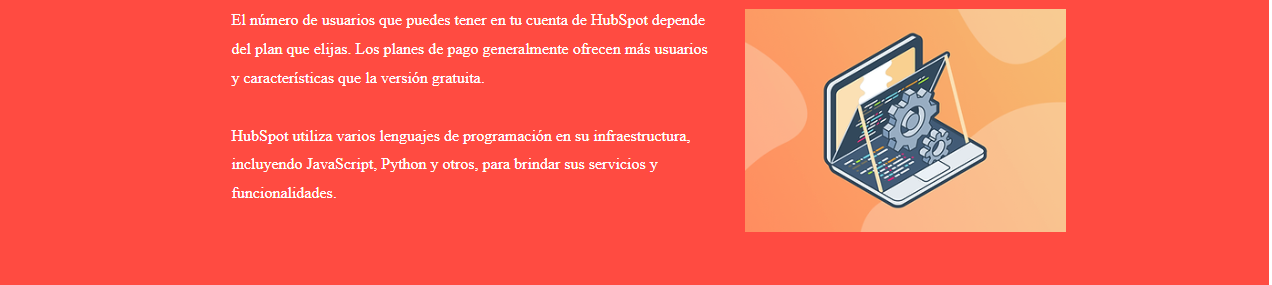 El número de usuarios que puedes tener en tu cuenta de HubSpot depende
del plan que elijas. Los planes de pago generalmente ofrecen más usuarios
y características que la versión gratuita.
HubSpot utiliza varios lenguajes de programación en su infraestructura,
incluyendo JavaScript, Python y otros, para brindar sus servicios y
funcionalidades.